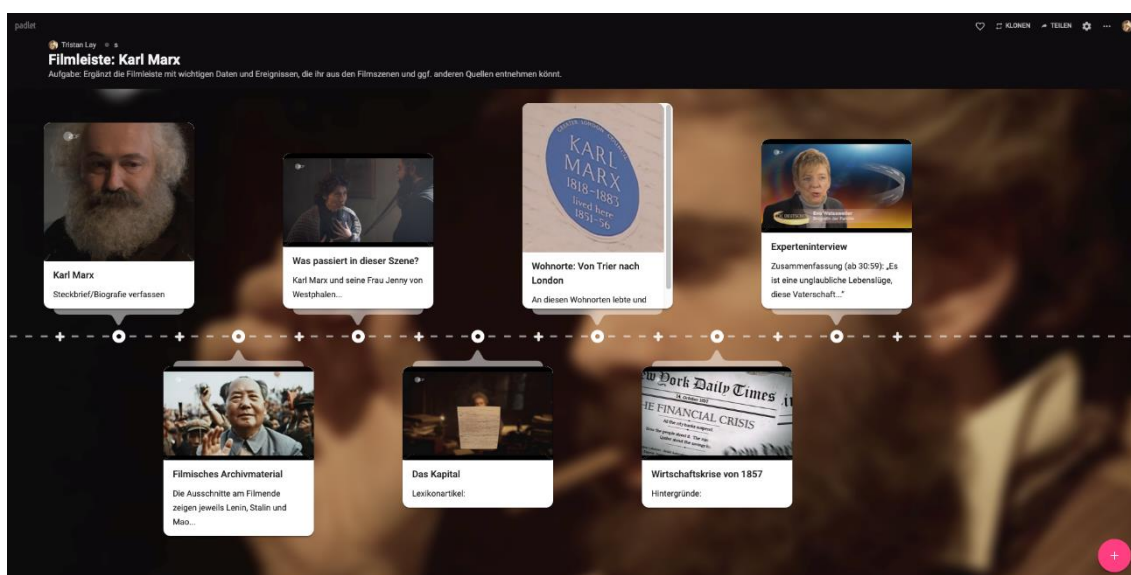 padlet
KLONEN
TEILEN
Tristan Lay
Filmleiste: Karl Marx
Aufgabe: Ergänzt die Filmleiste mit wichtigen Daten und Ereignissen, die ihr aus den Filmszenen und ggf. anderen Quellen entnehmen könnt.
Karl Marx
Steckbrief/Biografie verfassen
Filmisches Archivmaterial
Die Ausschnitte am Filmende
zeigen jeweils Lenin, Stalin und
Mao...
Was passiert in dieser Szene?
Karl Marx und seine Frau Jenny von
Westphalen...
Das Kapital
Lexikonartikel:
KARL
MARX
1818-1883
lived here
1851-56
Wohnorte: Von Trier nach
London
An diesen Wohnorten lebte und
York Daily Times
HE FINANCIAL CRISIS
Wirtschaftskrise von 1857
Hintergründe:
Experteninterview
Zusammenfassung (ab 30:59): „Es
ist eine unglaubliche Lebenslüge,
diese Vaterschaft..."